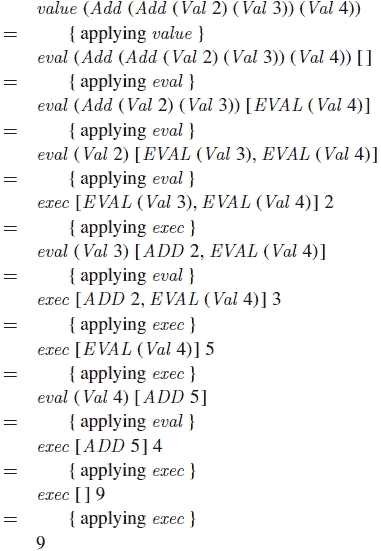 value (Add (Add (Val 2) (Val 3)) (Val 4))
= { applying value }
eval (Add (Add (Val 2) (Val 3)) (Val 4)) [ ]
= { applying eval }
eval (Add (Val 2) (Val 3)) [EVAL (Val 4)]
= { applying eval }
eval (Val 2) [EVAL (Val 3), EVAL (Val 4)]
= { applying eval }
exec [EVAL (Val 3), EVAL (Val 4)] 2
= { applying exec }
eval (Val 3) [ADD 2, EVAL (Val 4)]
= { applying eval }
exec [ADD 2, EVAL (Val 4)] 3
= { applying exec }
exec [EVAL (Val 4)] 5
= { applying exec }
eval (Val 4) [ADD 5]
= { applying eval }
exec [ADD 5] 4
= { applying exec }
exec [ ] 9
= { applying exec }
9